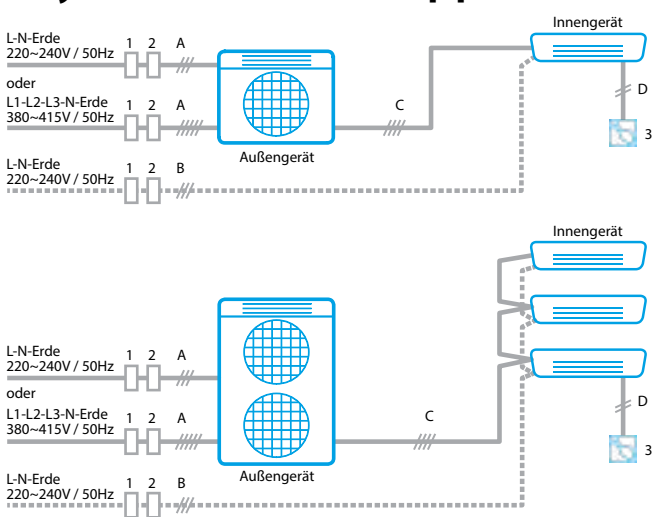 Innengerät
L-N-Erde
220~240V / 50Hz
1 2 A
oder
L1-L2-L3-N-Erde
380~415V / 50Hz
1 2 A
C
D
3
Außengerät
L-N-Erde
220~240V / 50Hz
1 2 B
Innengerät
L-N-Erde
220~240V / 50Hz
1 2 A
oder
L1-L2-L3-N-Erde
380~415V / 50Hz
1 2 A
C
D
3
Außengerät
L-N-Erde
220~240V / 50Hz
1 2 B